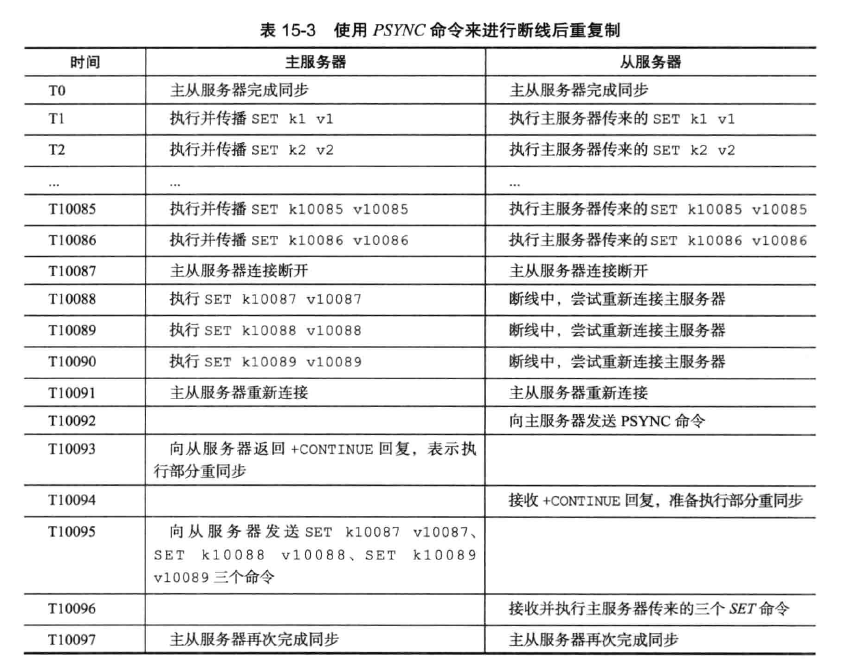 表 15-3 使用 PSYNC 命令来进行断线后重复制
时间 主服务器 从服务器
T0 主从服务器完成同步 主从服务器完成同步
T1 执行并传播 SET k1 v1 执行主服务器传来的 SET k1 v1
T2 执行并传播 SET k2 v2 执行主服务器传来的 SET k2 v2
... ... ...
T10085 执行并传播 SET k10085 v10085 执行主服务器传来的 SET k10085 v10085
T10086 执行并传播 SET k10086 v10086 执行主服务器传来的 SET k10086 v10086
T10087 主从服务器连接断开 主从服务器连接断开
T10088 执行 SET k10087 v10087 断线中，尝试重新连接主服务器
T10089 执行 SET k10088 v10088 断线中，尝试重新连接主服务器
T10090 执行 SET k10089 v10089 断线中，尝试重新连接主服务器
T10091 主从服务器重新连接 主从服务器重新连接
T10092 向主服务器发送 PSYNC 命令
T10093 向从服务器返回 +CONTINUE 回复，表示执
行部分重同步
T10094 接收 +CONTINUE 回复，准备执行部分重同步
T10095 向从服务器发送 SET k10087 v10087、
SET k10088 v10088、SET k10089
v10089 三个命令
T10096 接收并执行主服务器传来的三个 SET 命令
T10097 主从服务器再次完成同步 主从服务器再次完成同步